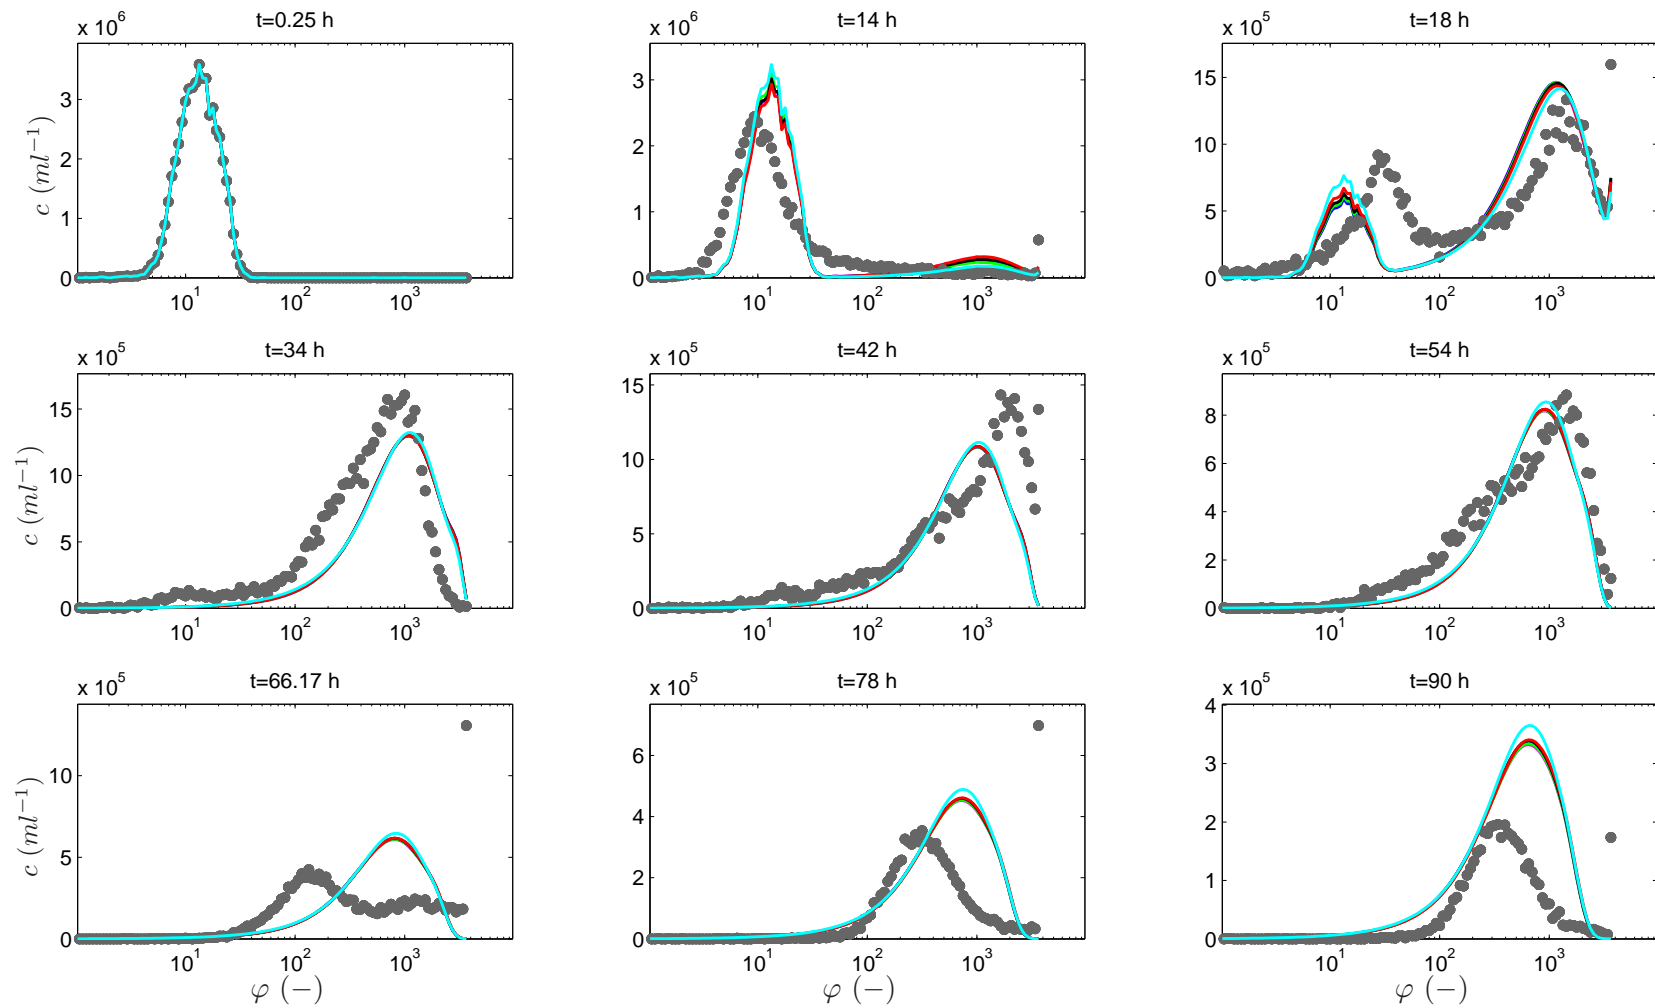 x 10^6 t=0.25 h
3
2
1
0
10^1 10^2 10^3
c (ml^{-1})
x 10^6 t=14 h
3
2
1
0
10^1 10^2 10^3
x 10^5 t=18 h
15
10
5
0
10^1 10^2 10^3
x 10^5 t=34 h
15
10
5
0
10^1 10^2 10^3
c (ml^{-1})
x 10^5 t=42 h
15
10
5
0
10^1 10^2 10^3
x 10^5 t=54 h
8
6
4
2
0
10^1 10^2 10^3
x 10^5 t=66.17 h
10
5
0
10^1 10^2 10^3
c (ml^{-1})
φ (−)
x 10^5 t=78 h
6
4
2
0
10^1 10^2 10^3
φ (−)
x 10^5 t=90 h
4
3
2
1
0
10^1 10^2 10^3
φ (−)